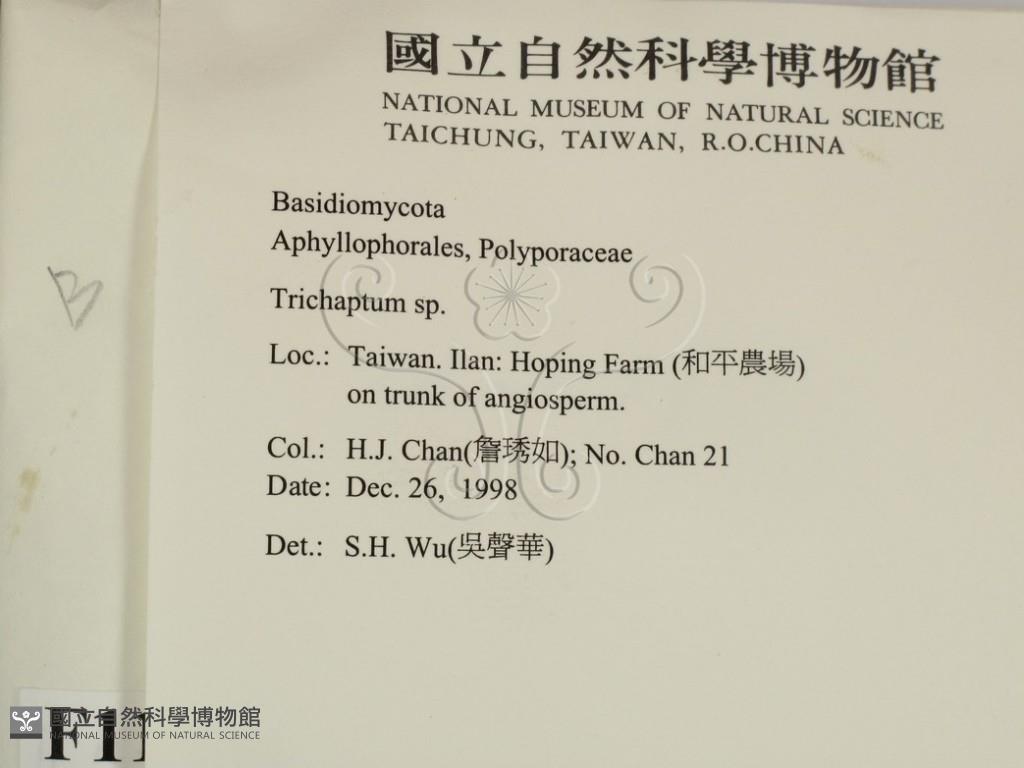 國立自然科學博物館
NATIONAL MUSEUM OF NATURAL SCIENCE
TAICHUNG, TAIWAN, R.O.CHINA
Basidiomycota
Aphyllophorales, Polyporaceae
Trichaptum sp.
Loc.: Taiwan. Ilan: Hoping Farm (和平農場)
on trunk of angiosperm.
Col.: H.J. Chan(詹琇如); No. Chan 21
Date: Dec. 26, 1998
Det.: S.H. Wu(吳聲華)
B
國立自然科學博物館
NATIONAL MUSEUM OF NATURAL SCIENCE